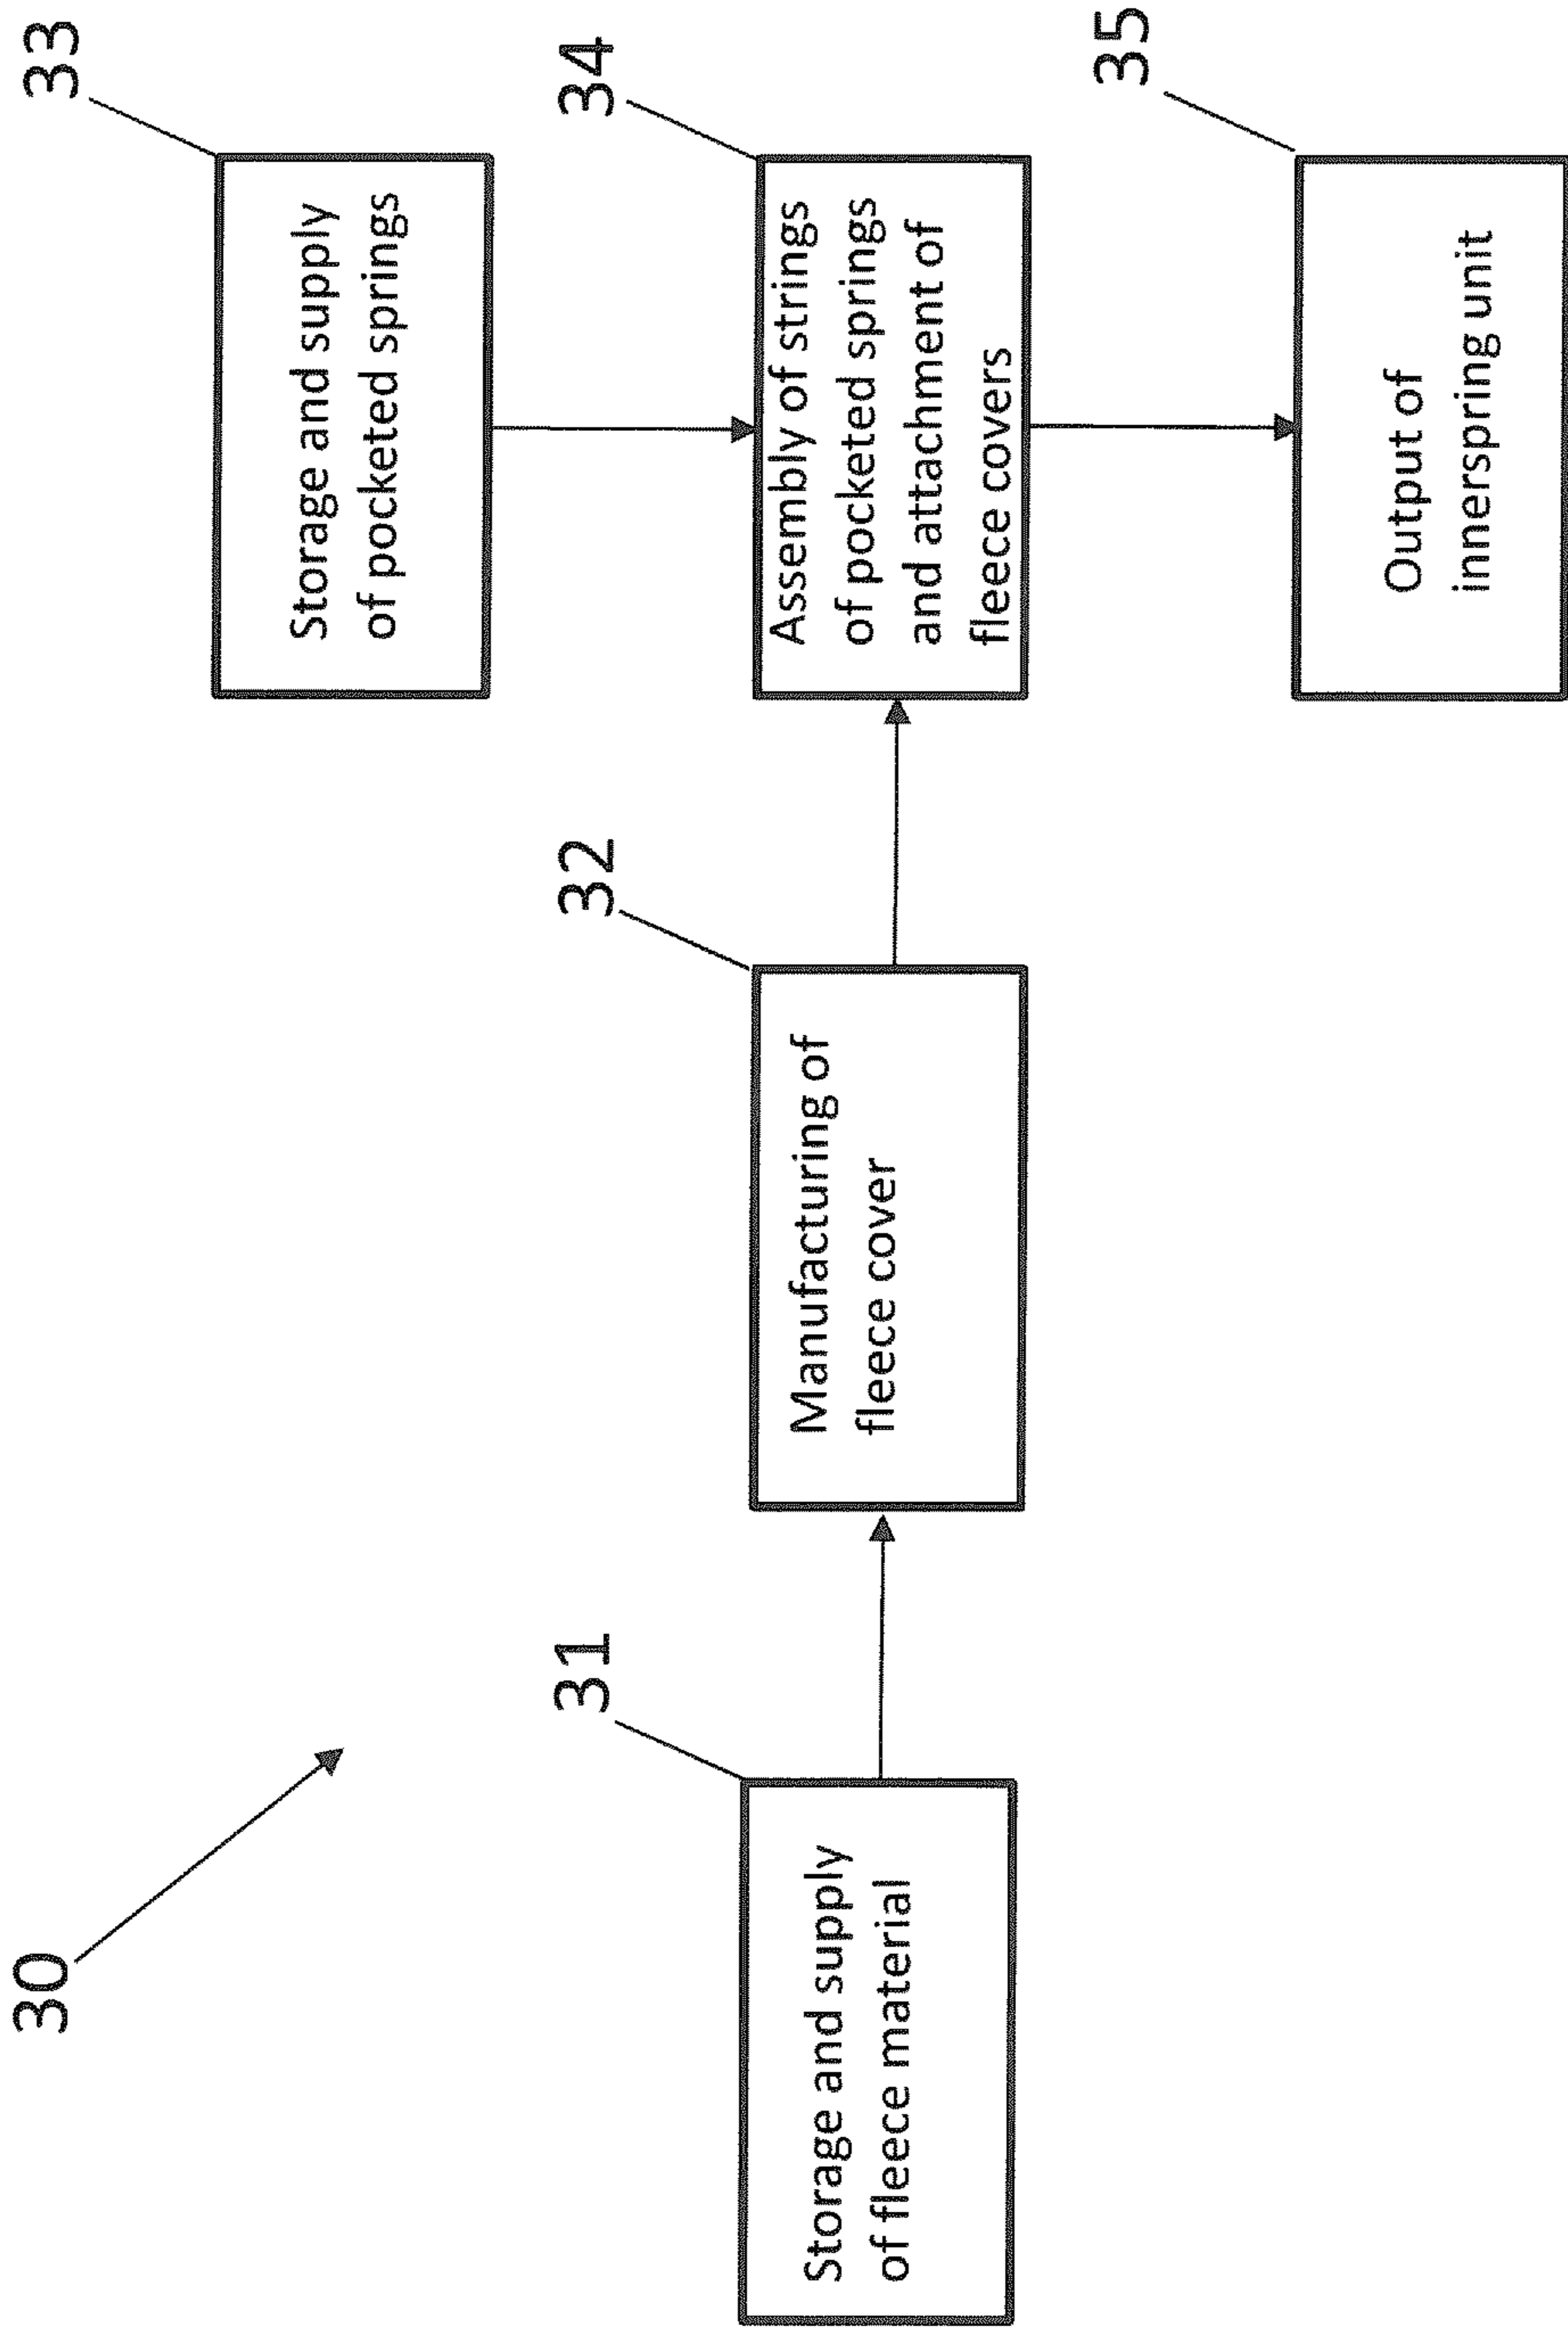 30
31
Storage and supply
of fleece material
32
Manufacturing of
fleece cover
33
Storage and supply
of pocketed springs
34
Assembly of strings
of pocketed springs
and attachment of
fleece covers
35
Output of
innerspring unit